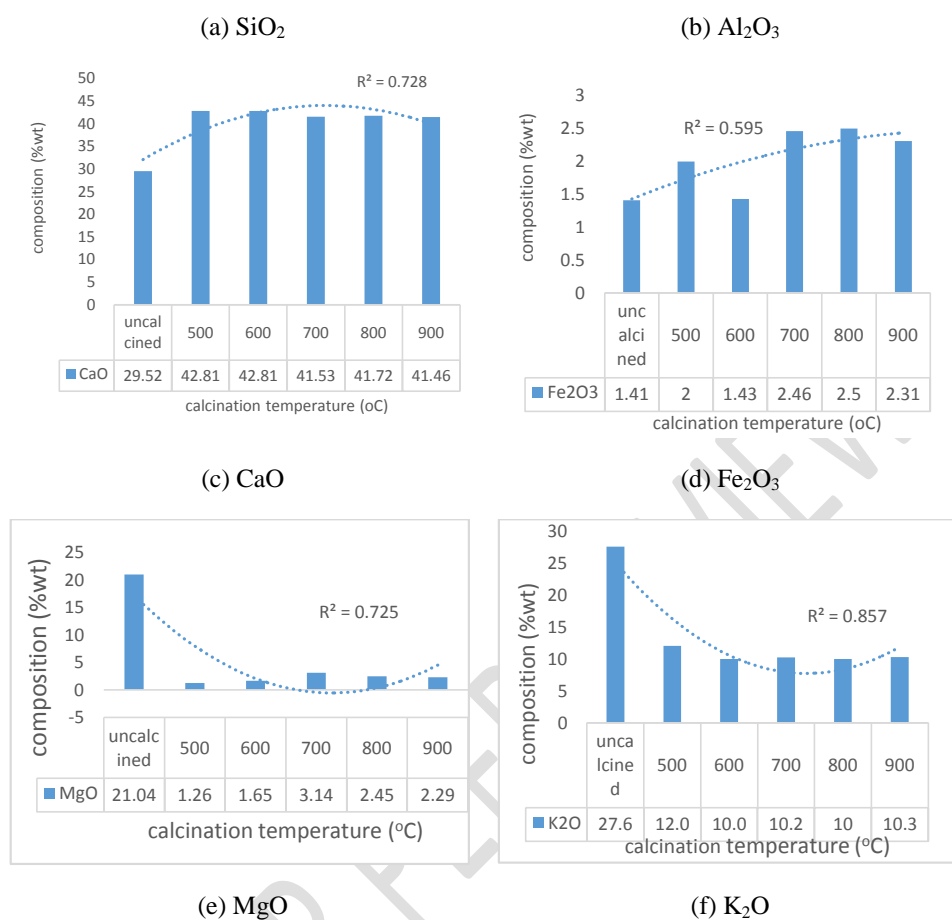 (a) SiO₂ (b) Al₂O₃
R² = 0.728
50
45
40
35
30
25
20
15
10
5
0
composition (%wt)
uncal
cined 500 600 700 800 900
CaO 29.52 42.81 42.81 41.53 41.72 41.46
calcination temperature (oC)
R² = 0.595
3
2.5
2
1.5
1
0.5
0
composition (%wt)
unc
alci
ned 500 600 700 800 900
Fe2O3 1.41 2 1.43 2.46 2.5 2.31
calcination temperature (oC)
(c) CaO (d) Fe₂O₃
25
20
15
10
5
0
-5
composition (%wt)
R² = 0.725
uncalc
ined 500 600 700 800 900
MgO 21.04 1.26 1.65 3.14 2.45 2.29
calcination temperature (ºC)
30
25
20
15
10
5
0
composition (%wt)
R² = 0.857
unca
lcine
d 500 600 700 800 900
K2O 27.6 12.0 10.0 10.2 10 10.3
calcination temperature (ºC)
(e) MgO (f) K₂O